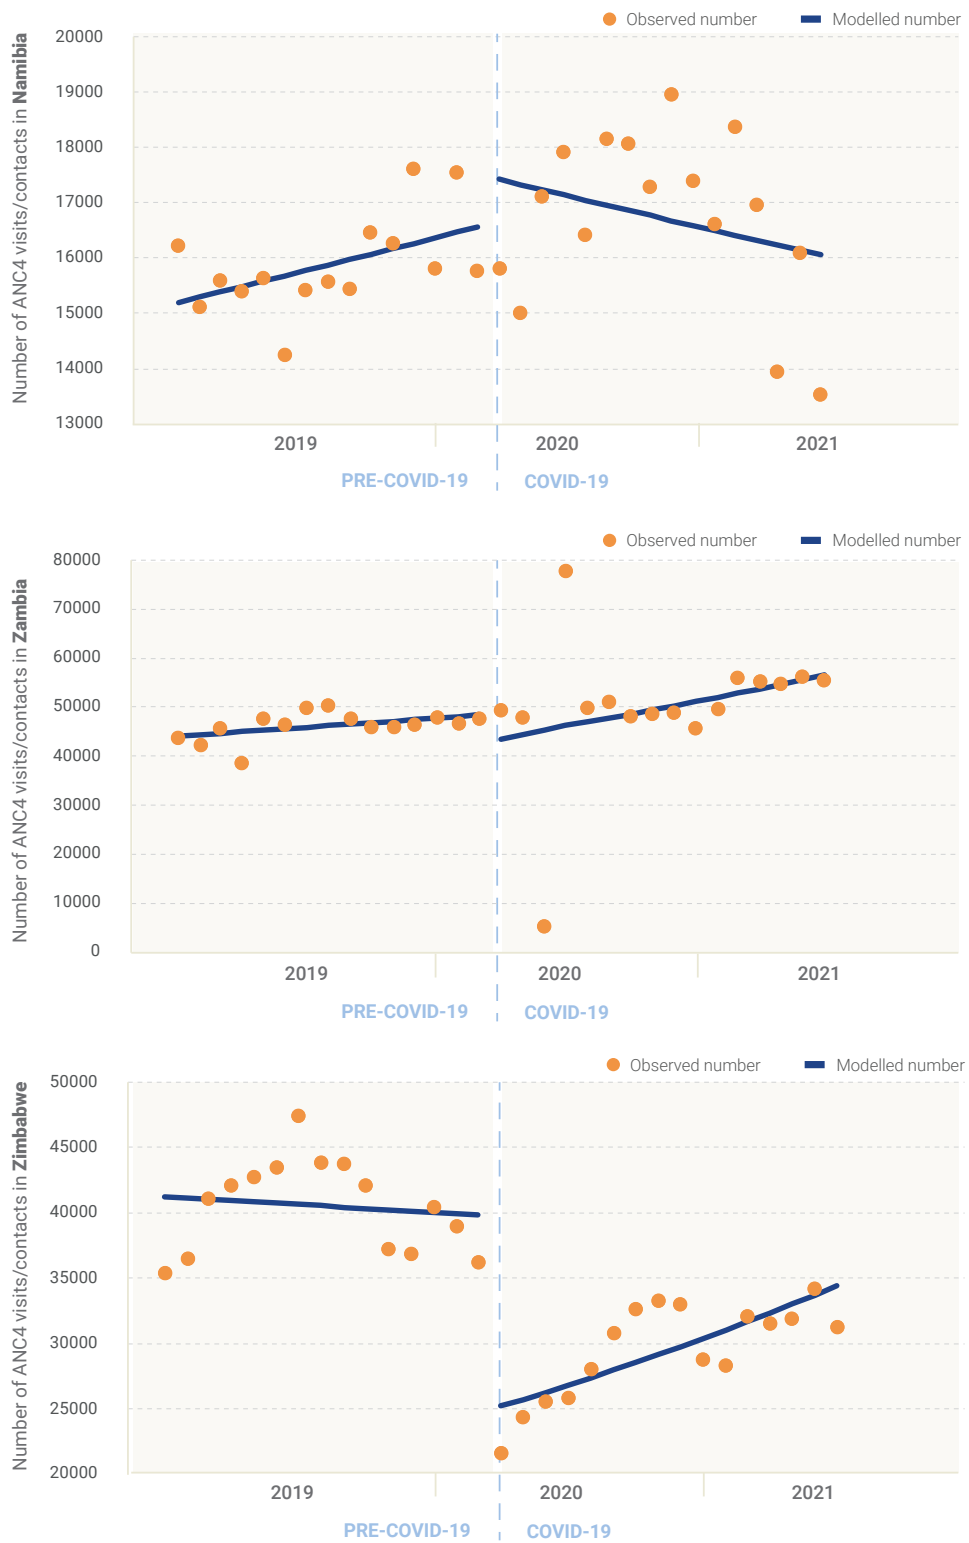 Observed number Modelled number
Number of ANC4 visits/contacts in Namibia
20000
19000
18000
17000
16000
15000
14000
13000
2019 2020 2021
PRE-COVID-19 COVID-19
Observed number Modelled number
Number of ANC4 visits/contacts in Zambia
80000
70000
60000
50000
40000
30000
20000
10000
0
2019 2020 2021
PRE-COVID-19 COVID-19
Observed number Modelled number
Number of ANC4 visits/contacts in Zimbabwe
50000
45000
40000
35000
30000
25000
20000
2019 2020 2021
PRE-COVID-19 COVID-19